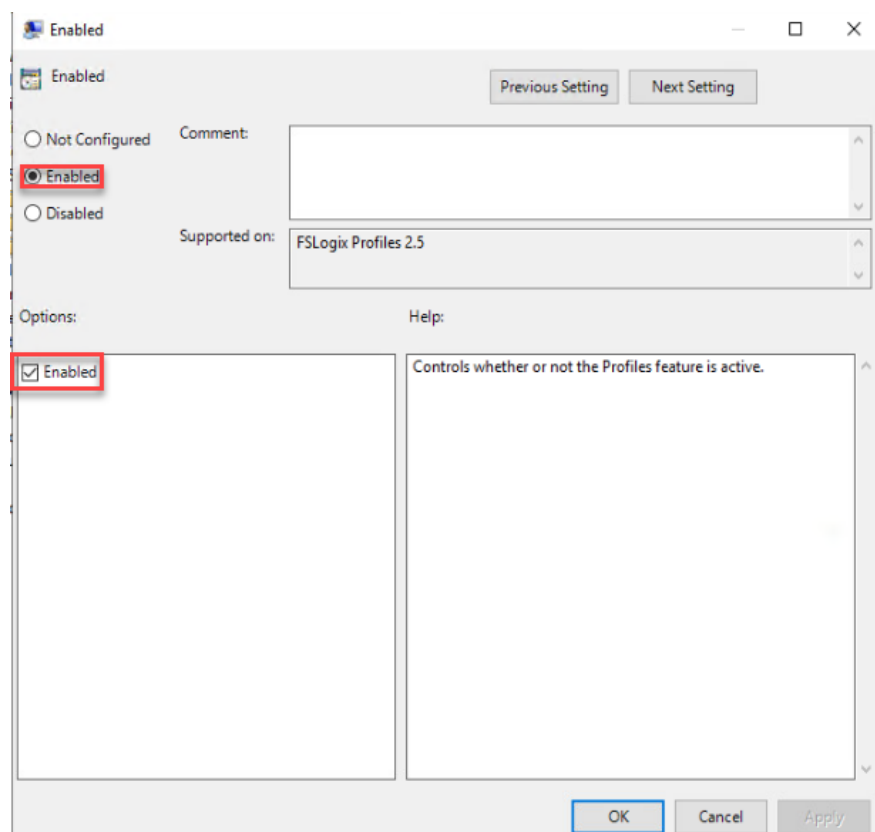 Enabled
Enabled
Previous Setting
Next Setting
Not Configured
Comment:
Enabled
Disabled
Supported on:
FSLogix Profiles 2.5
Options:
Help:
Enabled
Controls whether or not the Profiles feature is active.
OK
Cancel
Apply